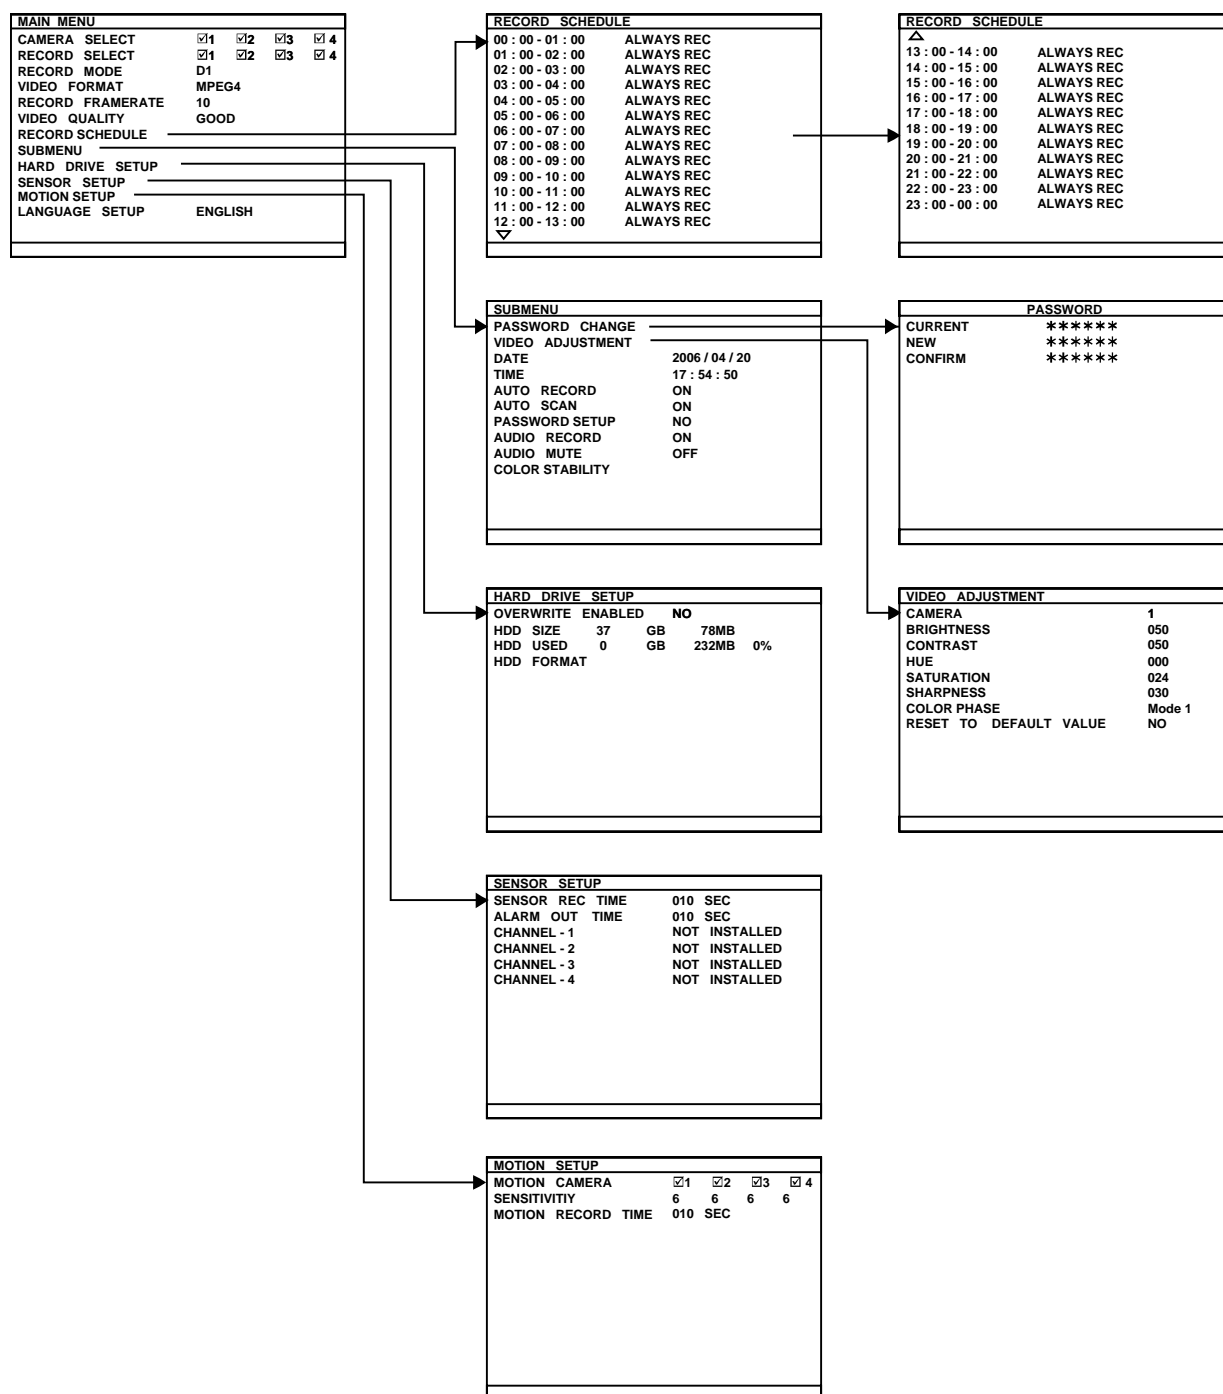 MAIN MENU
CAMERA SELECT ☑1 ☑2 ☑3 ☑ 4
RECORD SELECT ☑1 ☑2 ☑3 ☑ 4
RECORD MODE D1
VIDEO FORMAT MPEG4
RECORD FRAMERATE 10
VIDEO QUALITY GOOD
RECORD SCHEDULE
SUBMENU
HARD DRIVE SETUP
SENSOR SETUP
MOTION SETUP
LANGUAGE SETUP ENGLISH
RECORD SCHEDULE
00 : 00 - 01 : 00 ALWAYS REC
01 : 00 - 02 : 00 ALWAYS REC
02 : 00 - 03 : 00 ALWAYS REC
03 : 00 - 04 : 00 ALWAYS REC
04 : 00 - 05 : 00 ALWAYS REC
05 : 00 - 06 : 00 ALWAYS REC
06 : 00 - 07 : 00 ALWAYS REC
07 : 00 - 08 : 00 ALWAYS REC
08 : 00 - 09 : 00 ALWAYS REC
09 : 00 - 10 : 00 ALWAYS REC
10 : 00 - 11 : 00 ALWAYS REC
11 : 00 - 12 : 00 ALWAYS REC
12 : 00 - 13 : 00 ALWAYS REC
RECORD SCHEDULE
13 : 00 - 14 : 00 ALWAYS REC
14 : 00 - 15 : 00 ALWAYS REC
15 : 00 - 16 : 00 ALWAYS REC
16 : 00 - 17 : 00 ALWAYS REC
17 : 00 - 18 : 00 ALWAYS REC
18 : 00 - 19 : 00 ALWAYS REC
19 : 00 - 20 : 00 ALWAYS REC
20 : 00 - 21 : 00 ALWAYS REC
21 : 00 - 22 : 00 ALWAYS REC
22 : 00 - 23 : 00 ALWAYS REC
23 : 00 - 00 : 00 ALWAYS REC
SUBMENU
PASSWORD CHANGE
VIDEO ADJUSTMENT
DATE 2006 / 04 / 20
TIME 17 : 54 : 50
AUTO RECORD ON
AUTO SCAN ON
PASSWORD SETUP NO
AUDIO RECORD ON
AUDIO MUTE OFF
COLOR STABILITY
PASSWORD
CURRENT ******
NEW ******
CONFIRM ******
HARD DRIVE SETUP
OVERWRITE ENABLED NO
HDD SIZE 37 GB 78MB
HDD USED 0 GB 232MB 0%
HDD FORMAT
VIDEO ADJUSTMENT
CAMERA 1
BRIGHTNESS 050
CONTRAST 050
HUE 000
SATURATION 024
SHARPNESS 030
COLOR PHASE Mode 1
RESET TO DEFAULT VALUE NO
SENSOR SETUP
SENSOR REC TIME 010 SEC
ALARM OUT TIME 010 SEC
CHANNEL - 1 NOT INSTALLED
CHANNEL - 2 NOT INSTALLED
CHANNEL - 3 NOT INSTALLED
CHANNEL - 4 NOT INSTALLED
MOTION SETUP
MOTION CAMERA ☑1 ☑2 ☑3 ☑ 4
SENSITIVITIY 6 6 6 6
MOTION RECORD TIME 010 SEC